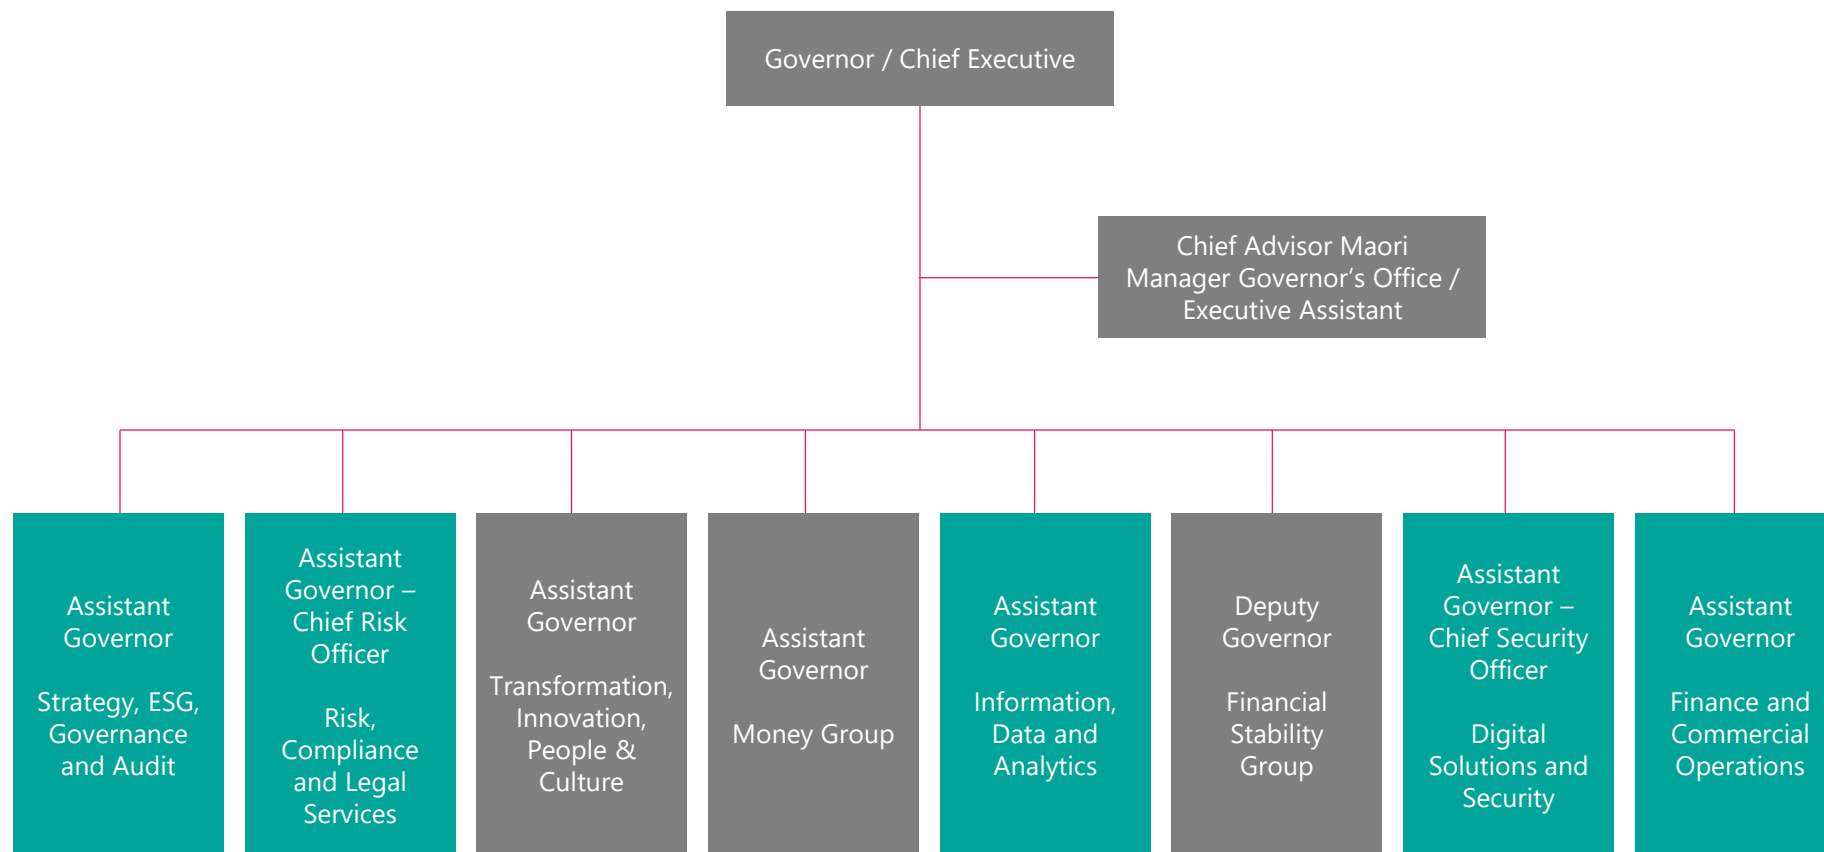 Governor / Chief Executive
Chief Advisor Maori
Manager Governor’s Office /
Executive Assistant
Assistant
Governor
Strategy, ESG,
Governance
and Audit
Assistant
Governor –
Chief Risk
Officer
Risk,
Compliance
and Legal
Services
Assistant
Governor
Transformation,
Innovation,
People &
Culture
Assistant
Governor
Money Group
Assistant
Governor
Information,
Data and
Analytics
Deputy
Governor
Financial
Stability
Group
Assistant
Governor –
Chief Security
Officer
Digital
Solutions and
Security
Assistant
Governor
Finance and
Commercial
Operations